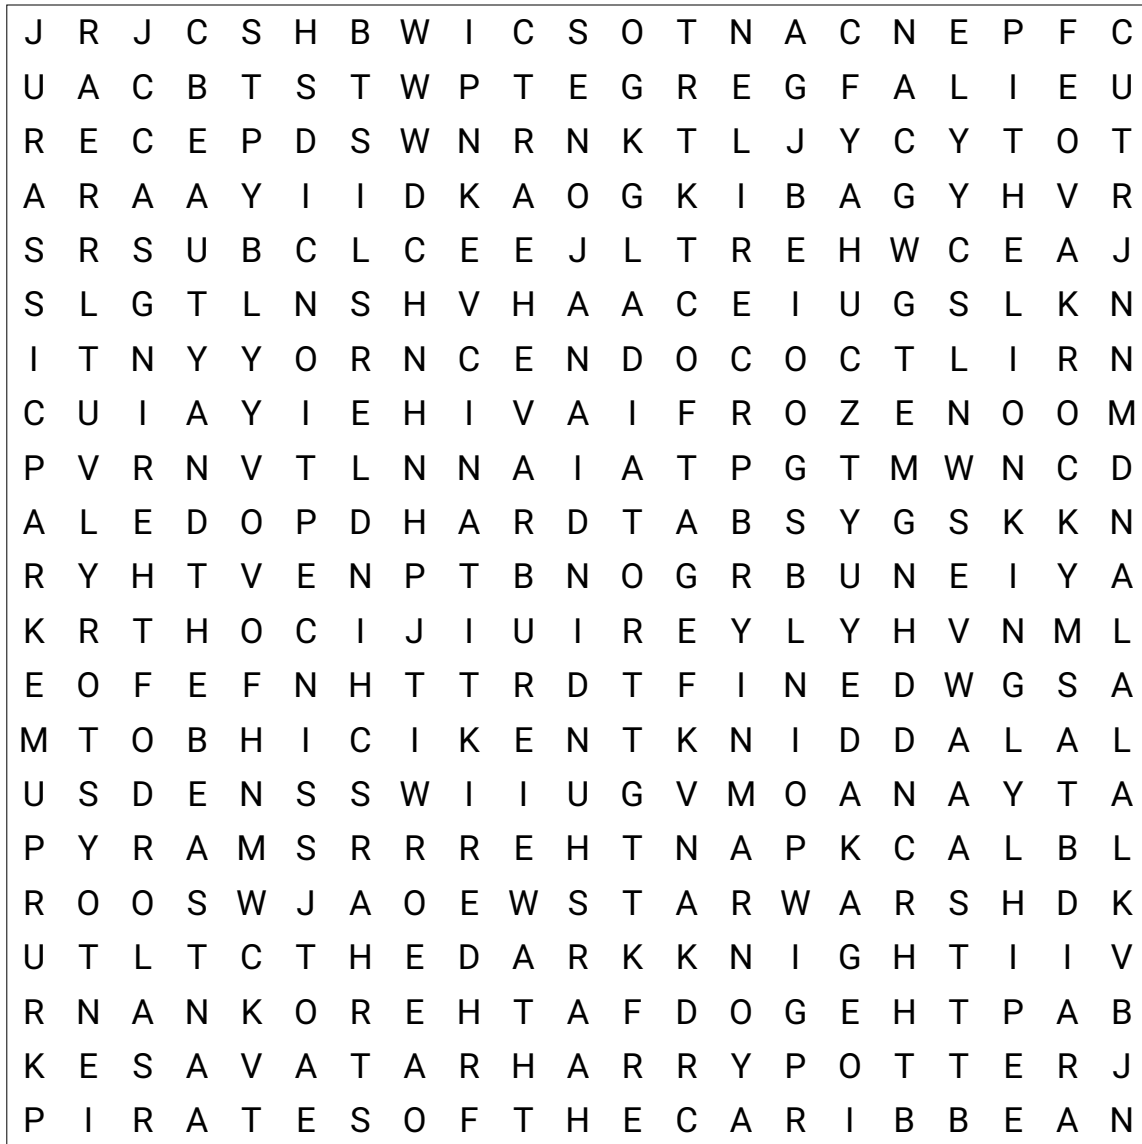 J R J C S H B W I C S O T N A C N E P F C
U A C B T S T W P T E G R E G F A L I E U
R E C E P D S W N R N K T L J Y C Y T O T
A R A A Y I I D K A O G K I B A G Y H V R
S R S U B C L C E E J L T R E H W C E A J
S L G T L N S H V H A A C E I U G S L K N
I T N Y Y O R N C E N D O C O C T L I R N
C U I A Y I E H I V A I F R O Z E N O O M
P V R N V T L N N A I A T P G T M W N C D
A L E D O P D H A R D T A B S Y G S K K N
R Y H T V E N P T B N O G R B U N E I Y A
K R T H O C I J I U I R E Y L Y H V N M L
E O F E F N H T T R D T F I N E D W G S A
M T O B H I C I K E N T K N I D D A L A L
U S D E N S S W I I U G V M O A N A Y T A
P Y R A M S R R R E H T N A P K C A L B L
R O O S W J A O E W S T A R W A R S H D K
U T L T C T H E D A R K K N I G H T I I V
R N A N K O R E H T A F D O G E H T P A B
K E S A V A T A R H A R R Y P O T T E R J
P I R A T E S O F T H E C A R I B B E A N